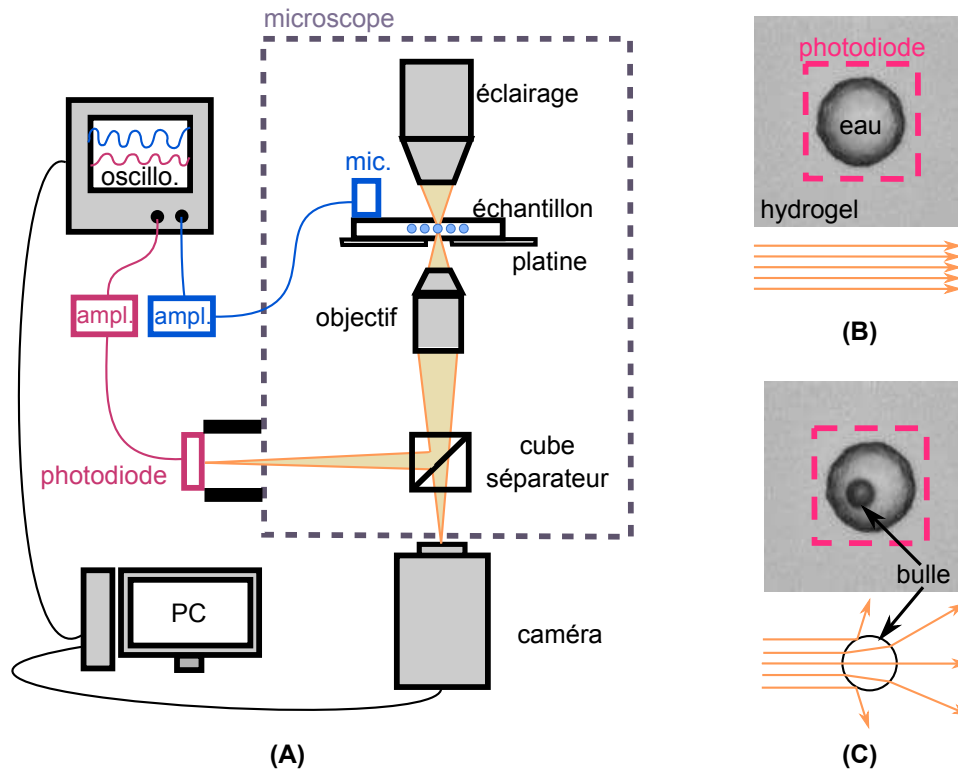 microscope
éclairage
oscillo.
mic.
échantillon
platine
ampl.
ampl.
objectif
photodiode
cube
séparateur
PC
caméra
(A)
photodiode
eau
hydrogel
(B)
bulle
(C)